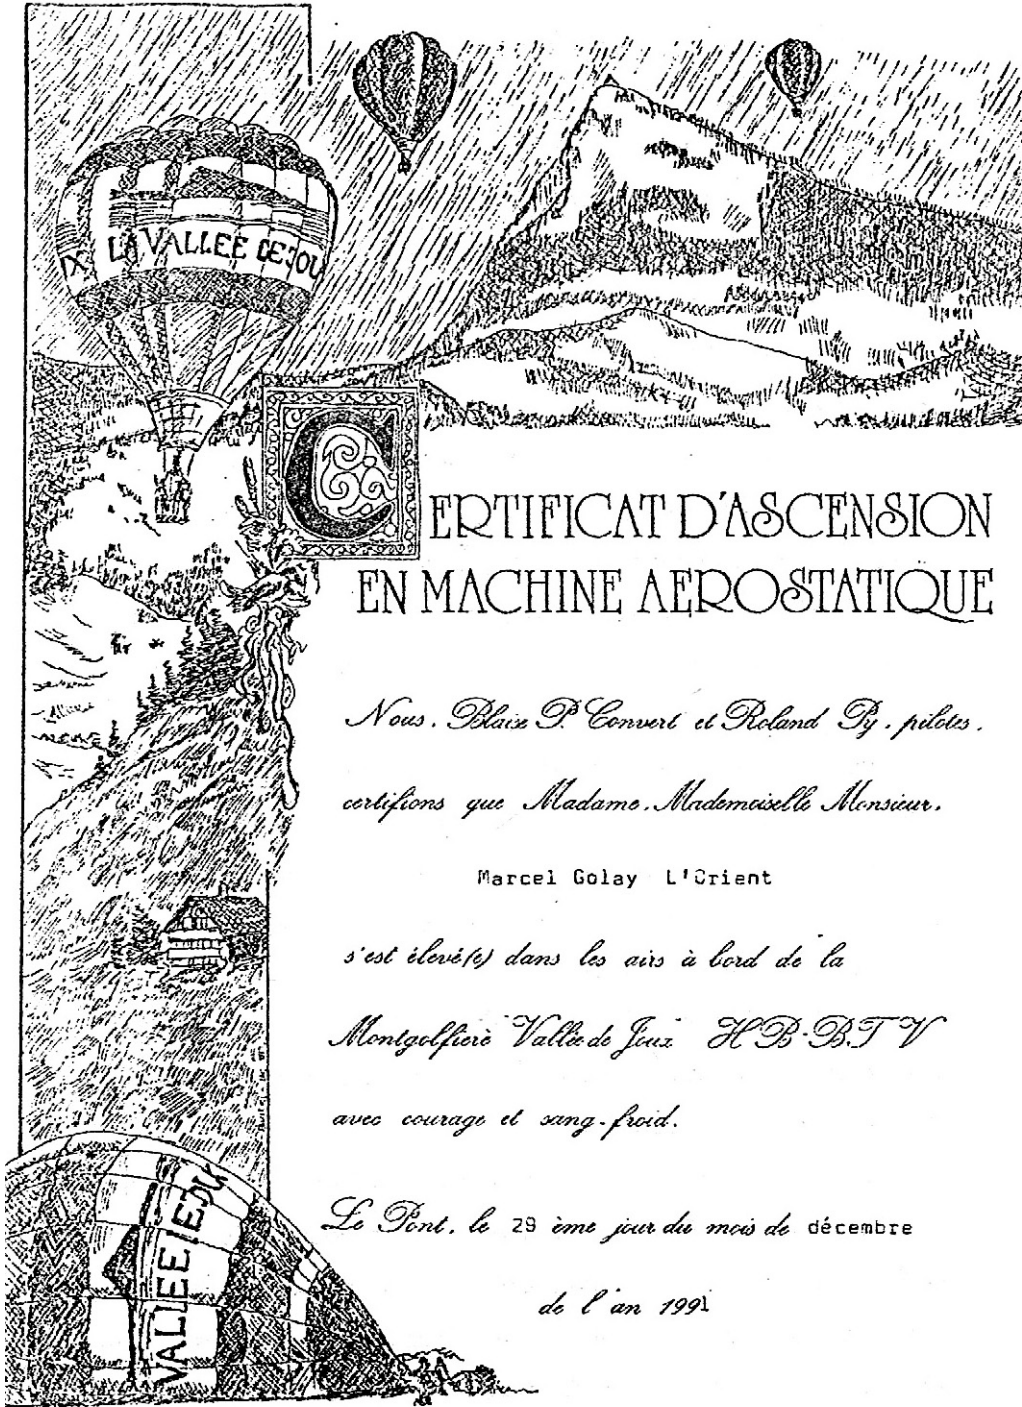 X LA VALLEE DE JOU
CERTIFICAT D'ASCENSION
EN MACHINE AEROSTATIQUE
Nous, Blaise P. Convert et Roland Py, pilotes,
certifions que Madame, Mademoiselle Monsieur,
Marcel Golay L'Orient
s'est élevé(e) dans les airs à bord de la
Montgolfière "Vallée de Joux" HB-BTV
avec courage et sang-froid.
Le Pont, le 29 ème jour du mois de décembre
de l'an 1991
VALLEE DE JOU